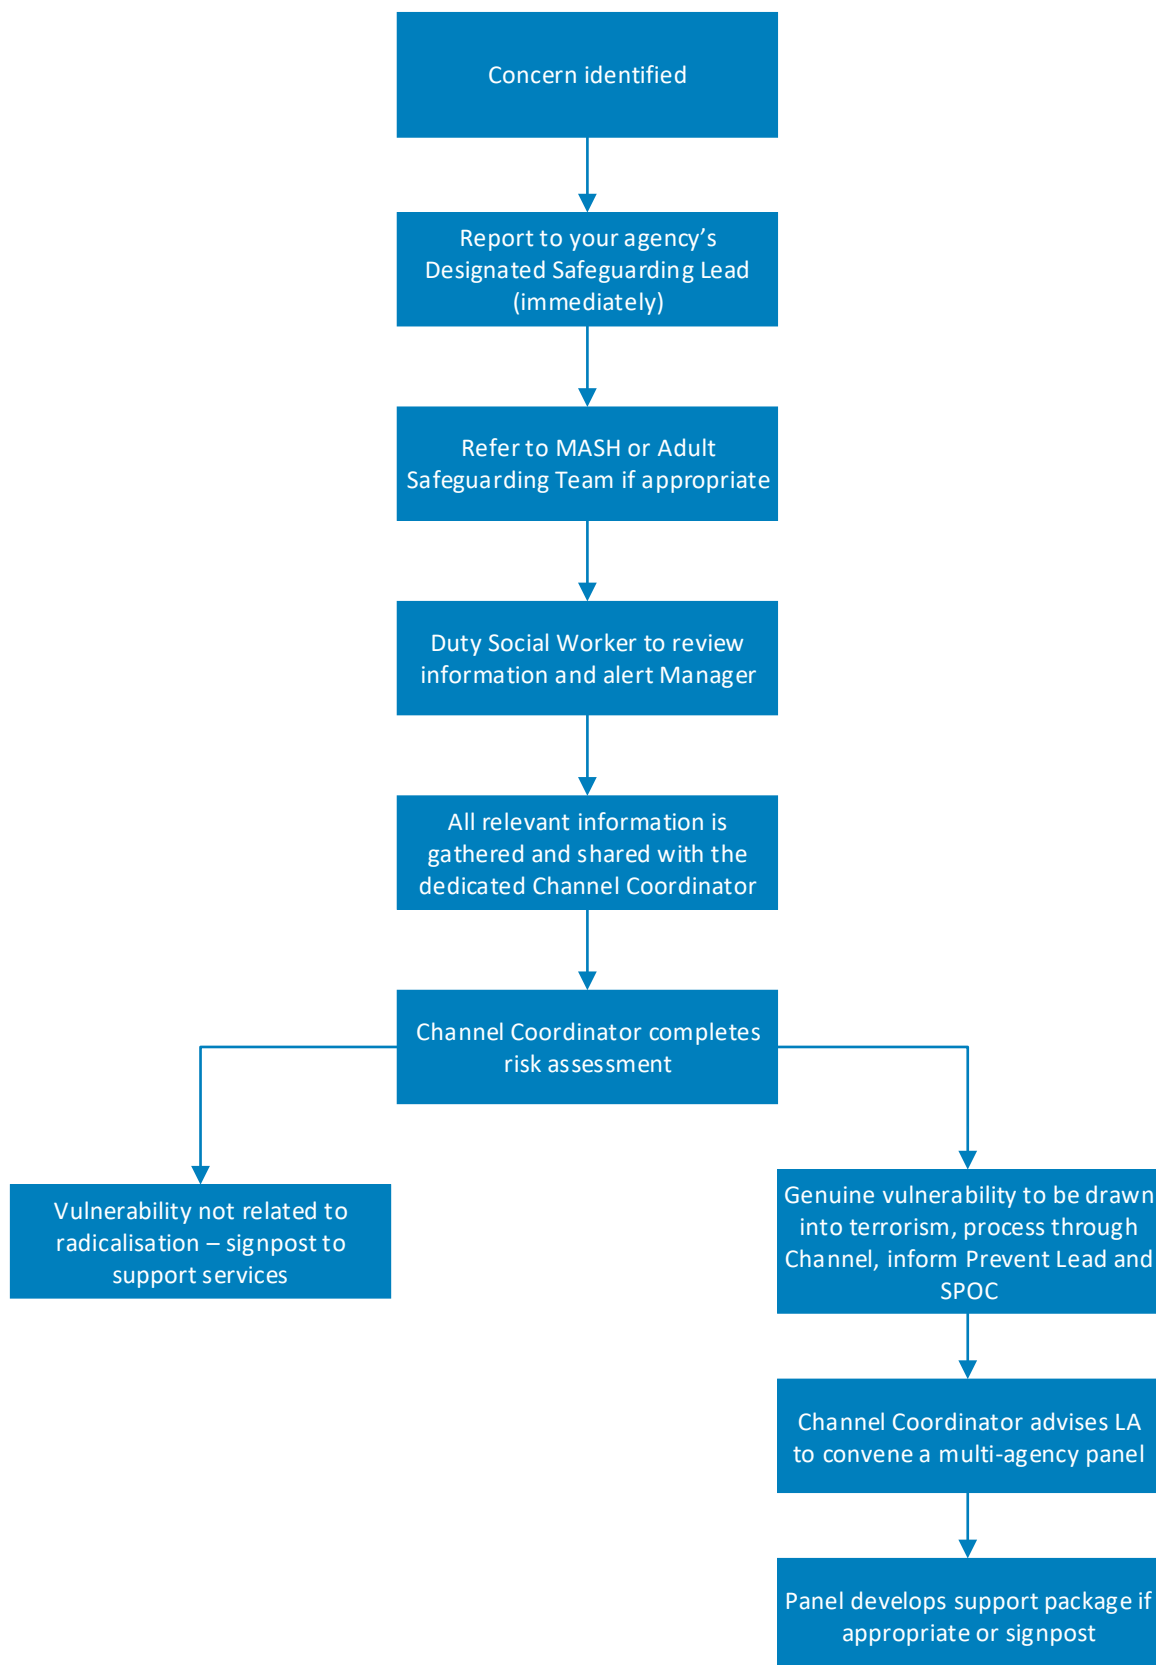 Concern identified
Report to your agency’s
Designated Safeguarding Lead
(immediately)
Refer to MASH or Adult
Safeguarding Team if appropriate
Duty Social Worker to review
information and alert Manager
All relevant information is
gathered and shared with the
dedicated Channel Coordinator
Channel Coordinator completes
risk assessment
Vulnerability not related to
radicalisation – signpost to
support services
Genuine vulnerability to be drawn
into terrorism, process through
Channel, inform Prevent Lead and
SPOC
Channel Coordinator advises LA
to convene a multi-agency panel
Panel develops support package if
appropriate or signpost